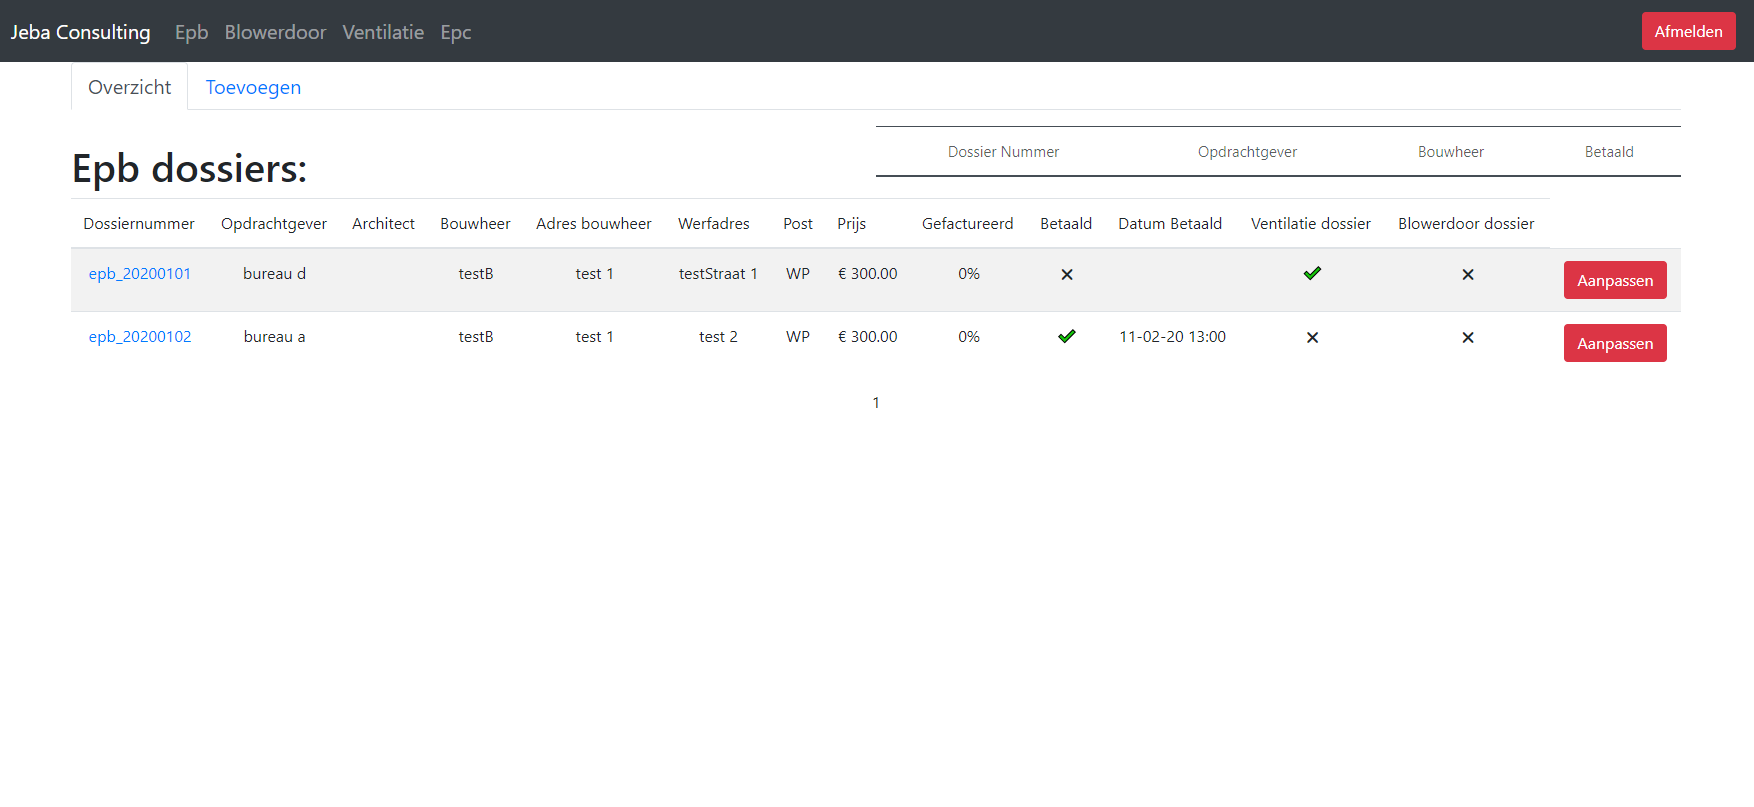 Jeba Consulting Epb Blowerdoor Ventilatie Epc Afmelden
Overzicht Toevoegen
Dossier Nummer Opdrachtgever Bouwheer Betaald
Epb dossiers:
Dossiernummer Opdrachtgever Architect Bouwheer Adres bouwheer Werfadres Post Prijs Gefactureerd Betaald Datum Betaald Ventilatie dossier Blowerdoor dossier
epb_20200101 bureau d testB test 1 testStraat 1 WP € 300.00 0% Aanpassen
epb_20200102 bureau a testB test 1 test 2 WP € 300.00 0% 11-02-20 13:00 Aanpassen
1